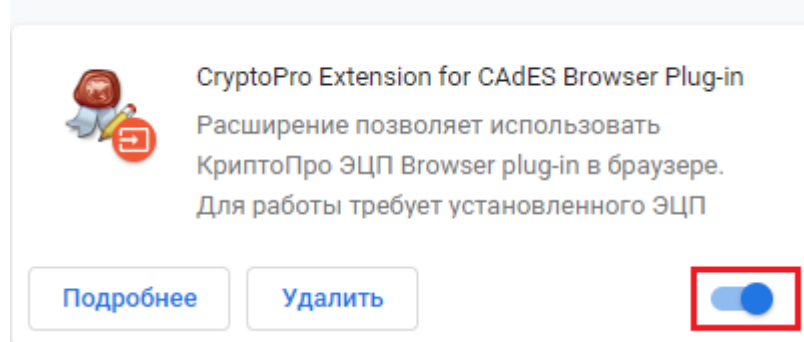 CryptoPro Extension for CAdES Browser Plug-in
Расширение позволяет использовать
КриптоПро ЭЦП Browser plug-in в браузере.
Для работы требует установленного ЭЦП
Подробнее
Удалить